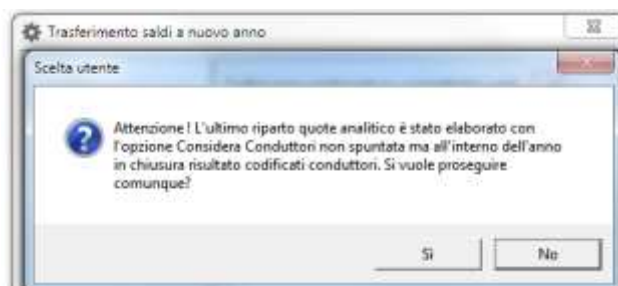 Trasferimento saldi a nuovo anno
Scelta utente
Attenzione ! L'ultimo riparto quote analitico è stato elaborato con
l'opzione Considera Conduttori non spuntata ma all'interno dell'anno
in chiusura risultato codificati conduttori. Si vuole proseguire
comunque?
Sì
No